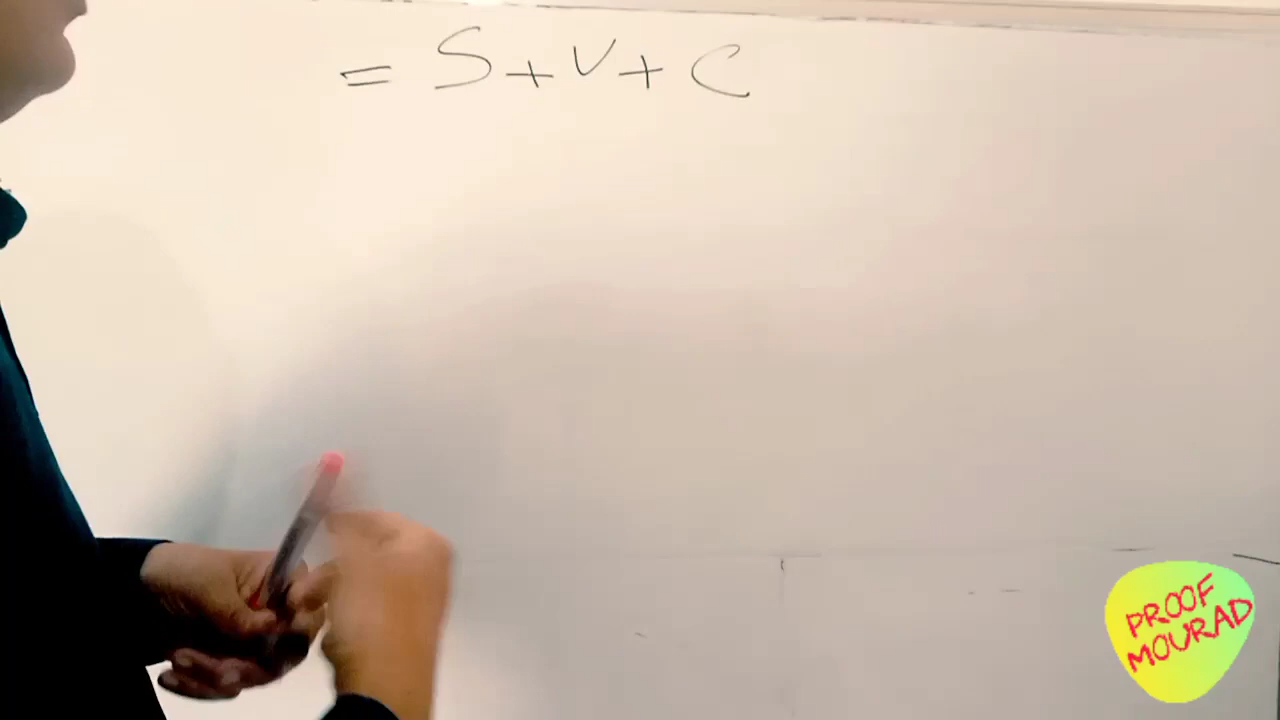 = S + V + C
PROOF
MOURAD